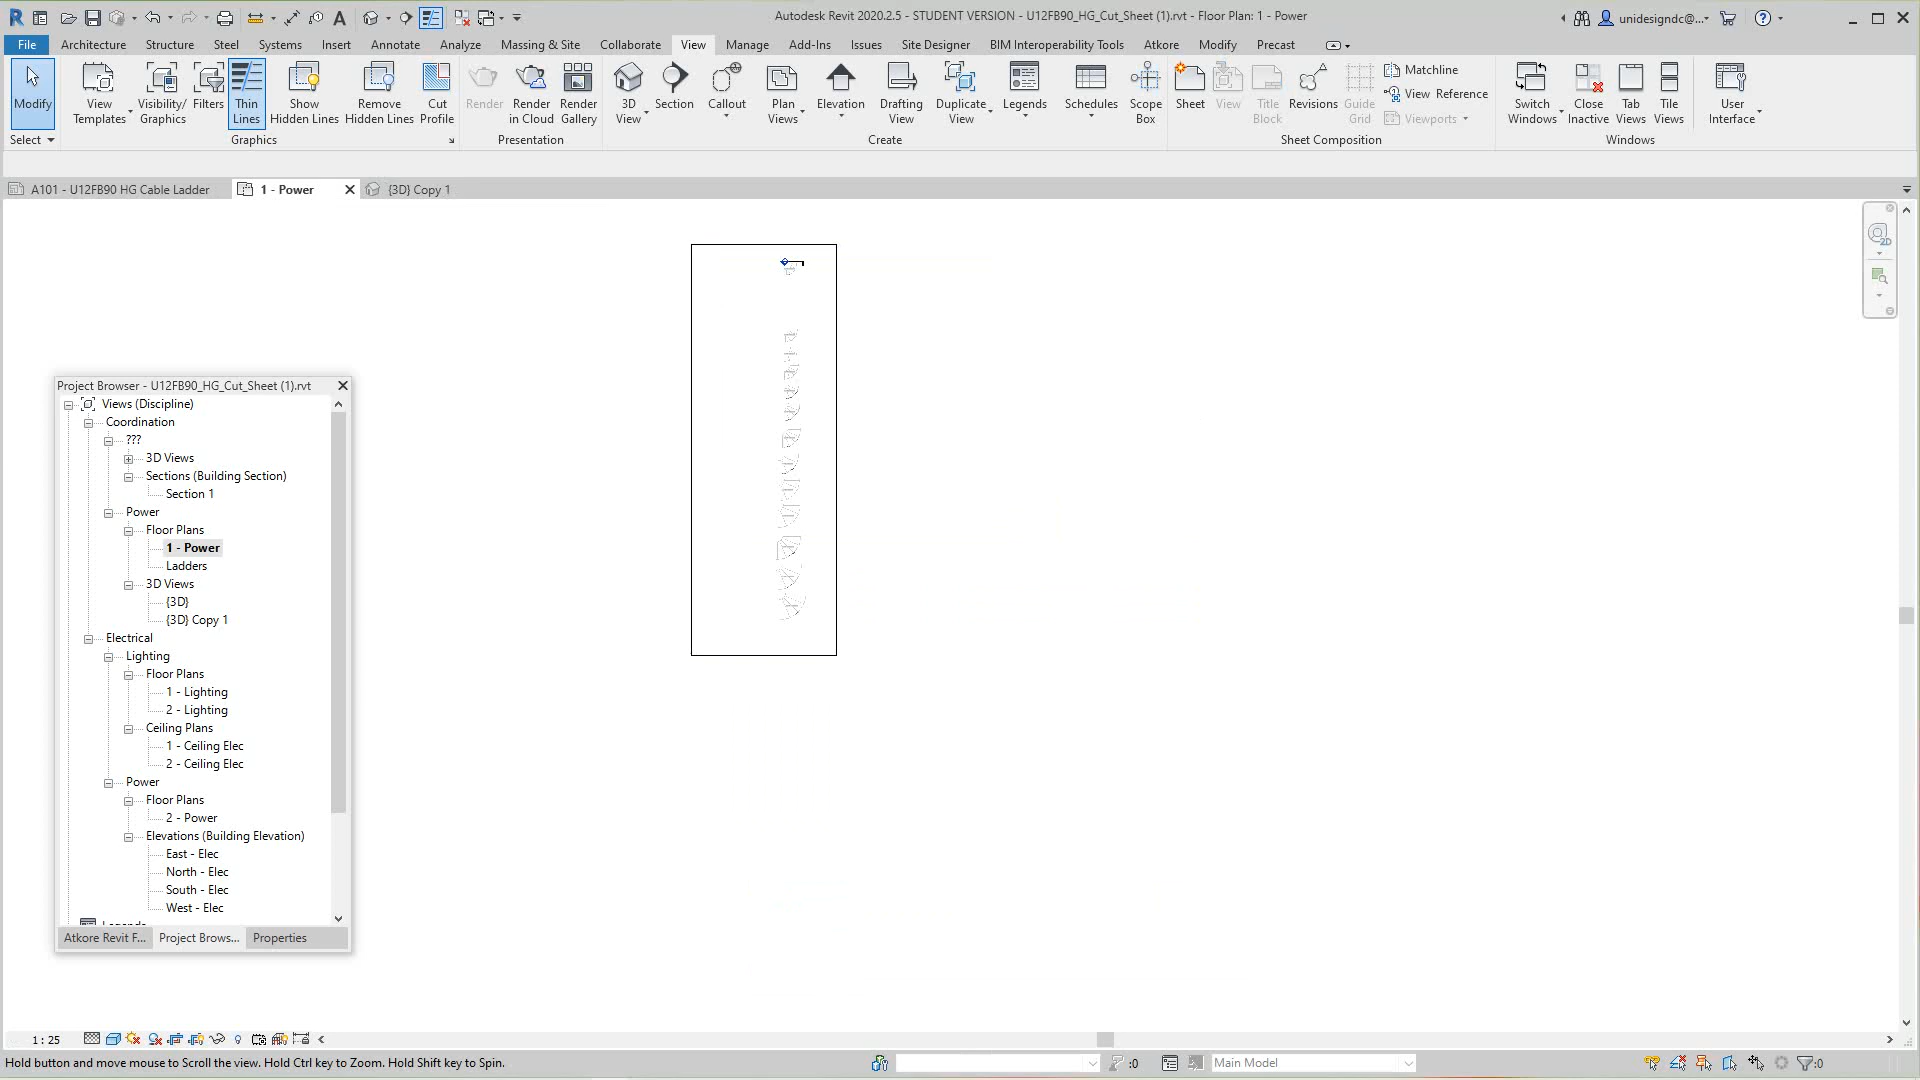 Autodesk Revit 2020.2.5 - STUDENT VERSION - U12FB90_HG_Cut_Sheet (1).rvt - Floor Plan: 1 - Power
unidesigndc@...
File Architecture Structure Steel Systems Insert Annotate Analyze Massing & Site Collaborate View Manage Add-Ins Issues Site Designer BIM Interoperability Tools Atkore Modify Precast
Modify
View Templates
Visibility/ Graphics
Filters
Thin Lines
Show Hidden Lines
Remove Hidden Lines
Cut Profile
Render
Render in Cloud
Render Gallery
3D View
Section
Callout
Plan Views
Elevation
Drafting View
Duplicate View
Legends
Schedules
Scope Box
Sheet
View
Title Block
Revisions
Guide Grid
Matchline
View Reference
Viewports
Switch Windows
Close Inactive
Tab Views
Tile Views
User Interface
Select Graphics Presentation Create Sheet Composition Windows
A101 - U12FB90 HG Cable Ladder 1 - Power {3D} Copy 1
2D
Project Browser - U12FB90_HG_Cut_Sheet (1).rvt
Views (Discipline)
Coordination
???
3D Views
Sections (Building Section)
Section 1
Power
Floor Plans
1 - Power
Ladders
3D Views
{3D}
{3D} Copy 1
Electrical
Lighting
Floor Plans
1 - Lighting
2 - Lighting
Ceiling Plans
1 - Ceiling Elec
2 - Ceiling Elec
Power
Floor Plans
2 - Power
Elevations (Building Elevation)
East - Elec
North - Elec
South - Elec
West - Elec
Atkore Revit F... Project Brows... Properties
1 : 25
Hold button and move mouse to Scroll the view. Hold Ctrl key to Zoom. Hold Shift key to Spin.
:0
Main Model
:0